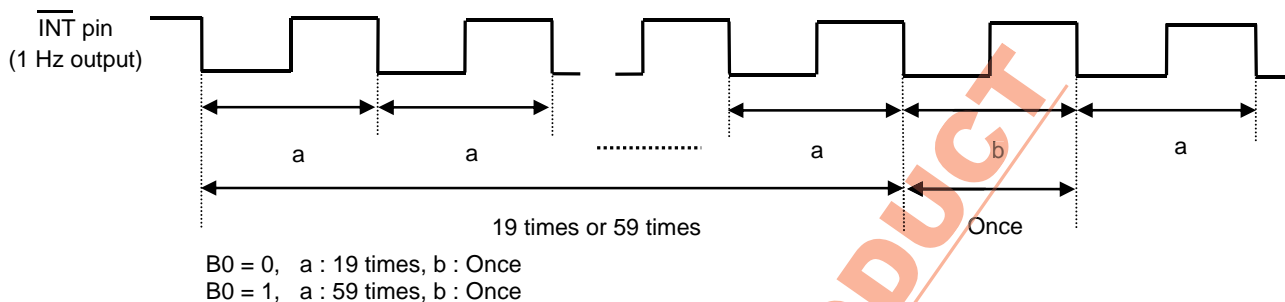 INT pin
(1 Hz output)
a
a
a
b
a
19 times or 59 times
Once
B0 = 0, a : 19 times, b : Once
B0 = 1, a : 59 times, b : Once
DUCT